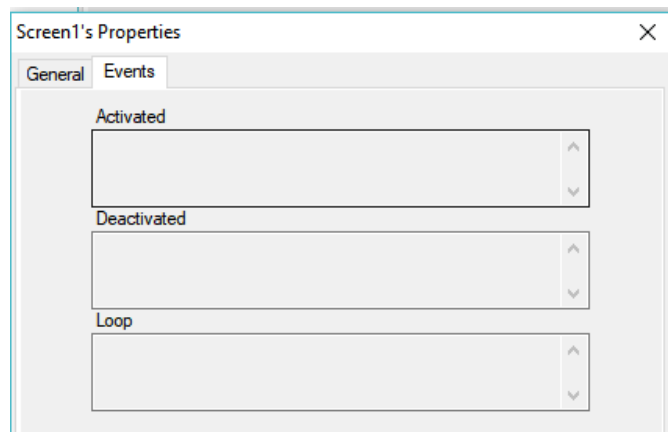 Screen1's Properties
General Events
Activated
Deactivated
Loop